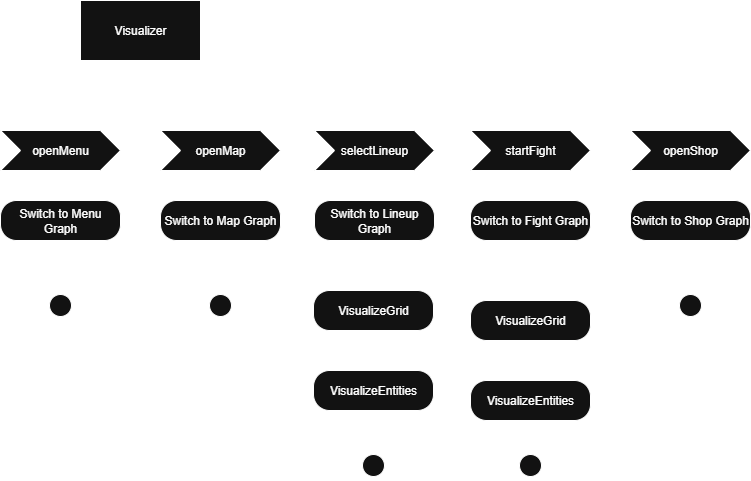 Visualizer
openMenu
openMap
selectLineup
startFight
openShop
Switch to Menu
Graph
Switch to Map Graph
Switch to Lineup
Graph
Switch to Fight Graph
Switch to Shop Graph
VisualizeGrid
VisualizeGrid
VisualizeEntities
VisualizeEntities